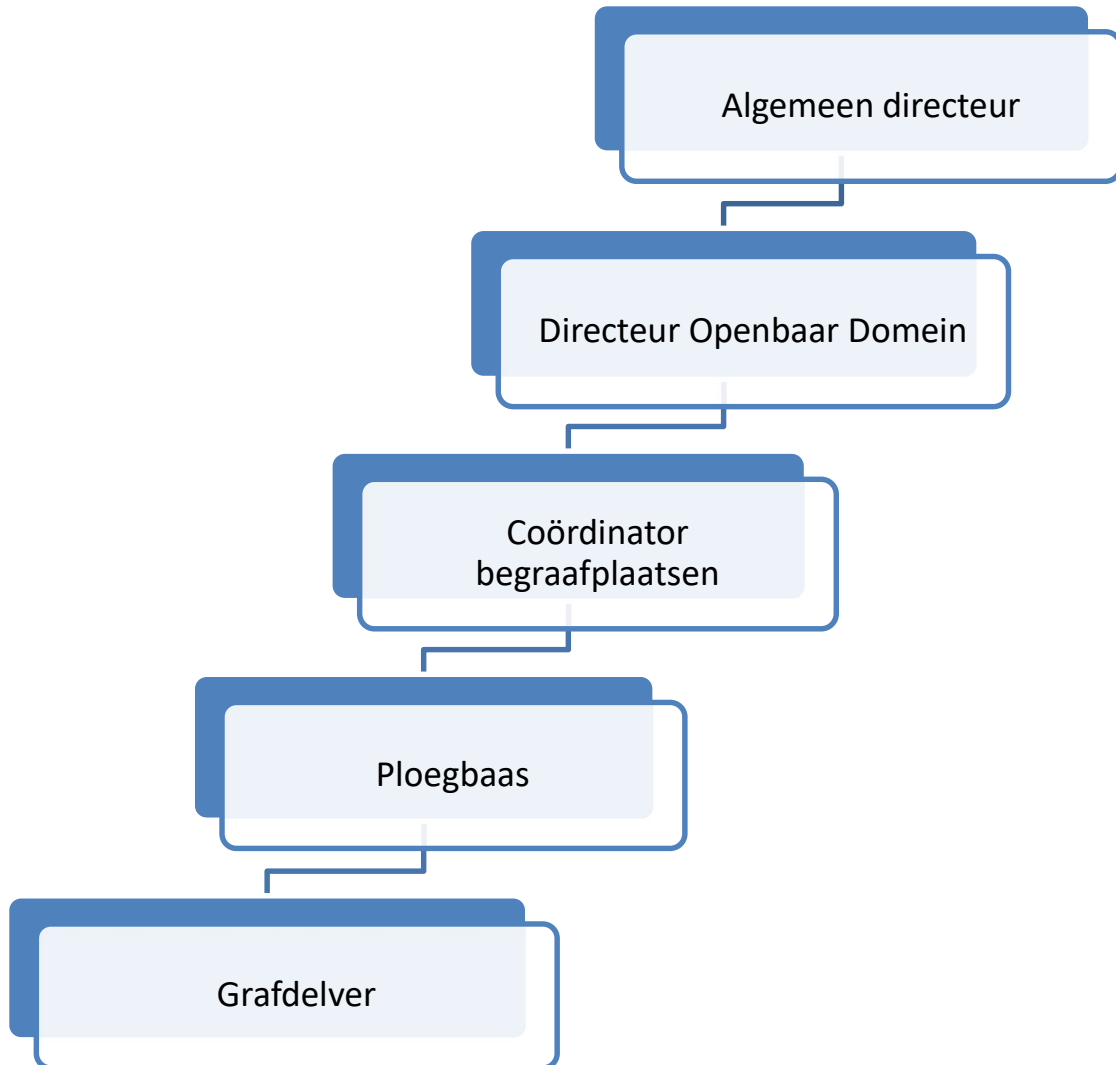 Algemeen directeur
Directeur Openbaar Domein
Coördinator
begraafplaatsen
Ploegbaas
Grafdelver